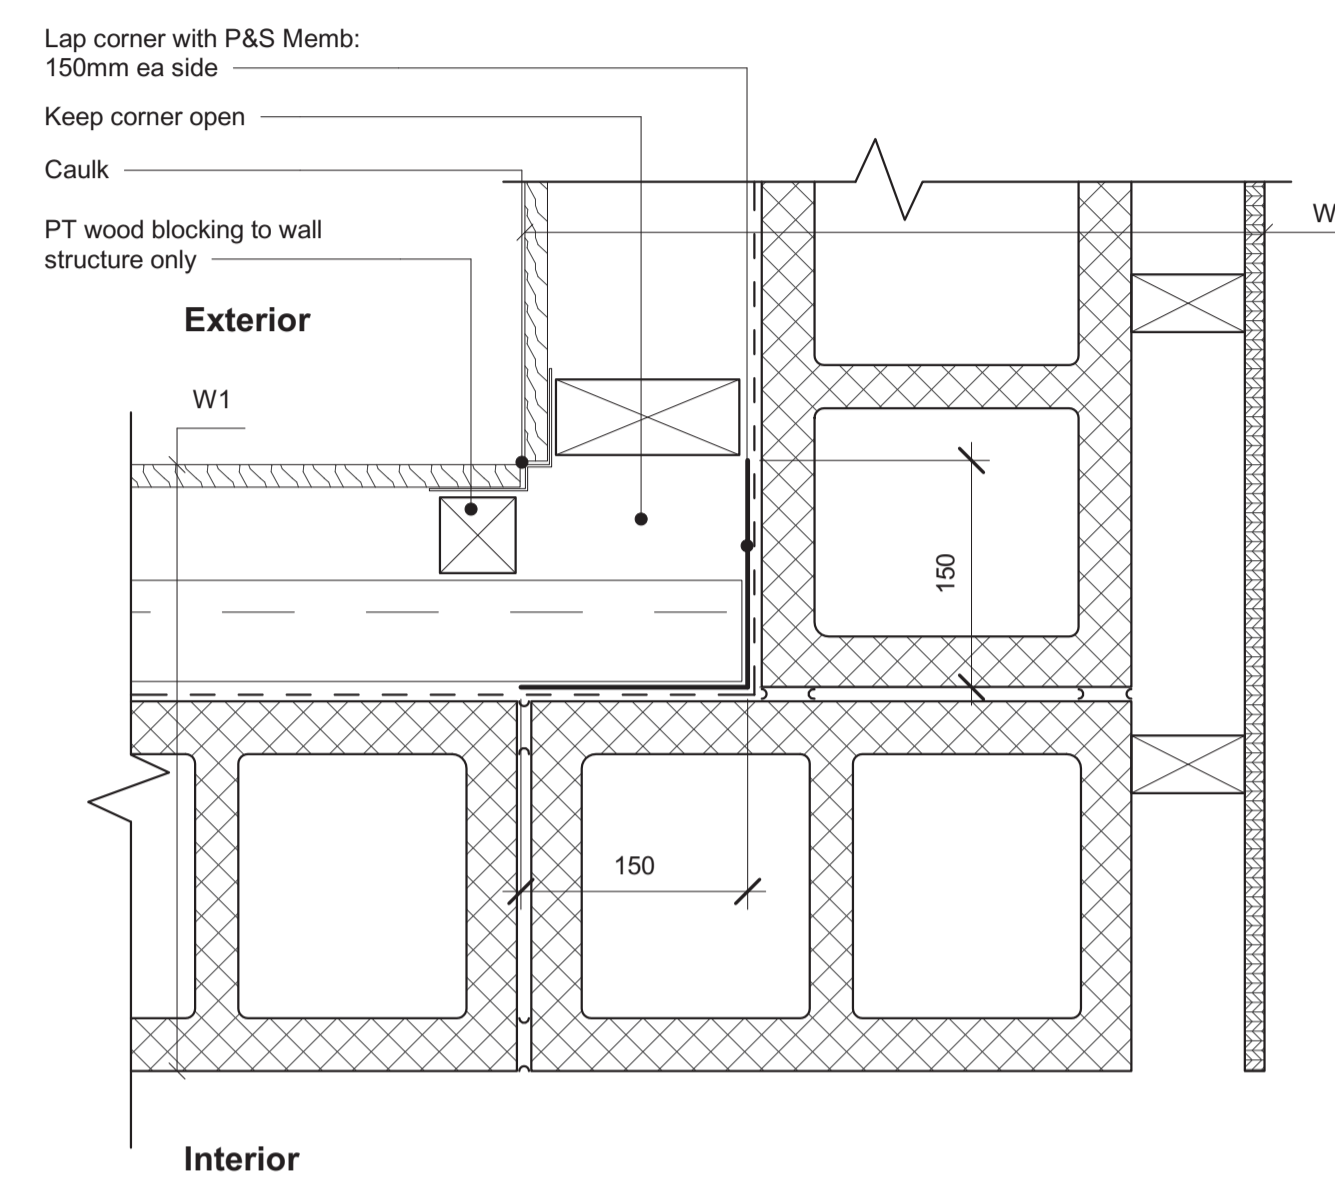 Lap corner with P&S Memb:
150mm ea side
Keep corner open
Caulk
PT wood blocking to wall
structure only
W
Exterior
W1
150
150
Interior